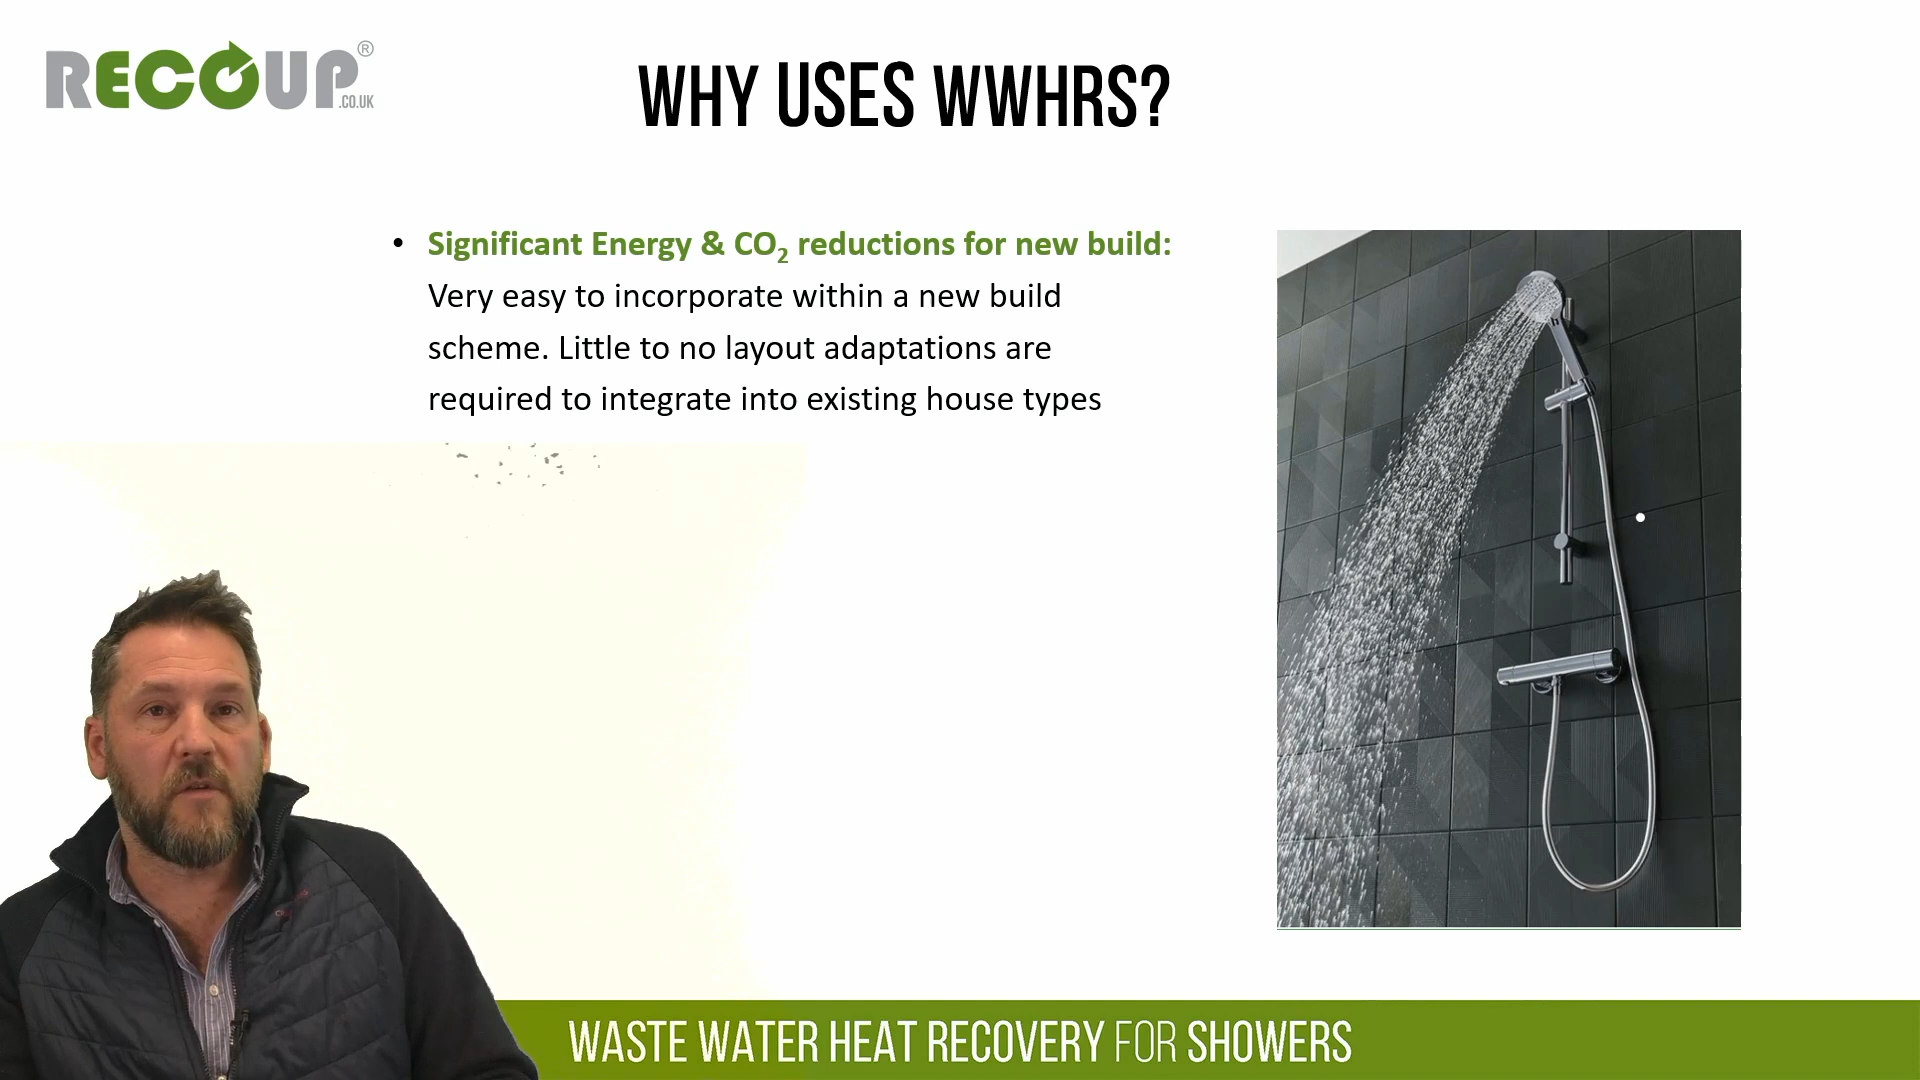 RECOUP®
.CO.UK
WHY USES WWHRS?
• Significant Energy & CO₂ reductions for new build:
Very easy to incorporate within a new build
scheme. Little to no layout adaptations are
required to integrate into existing house types
WASTE WATER HEAT RECOVERY FOR SHOWERS